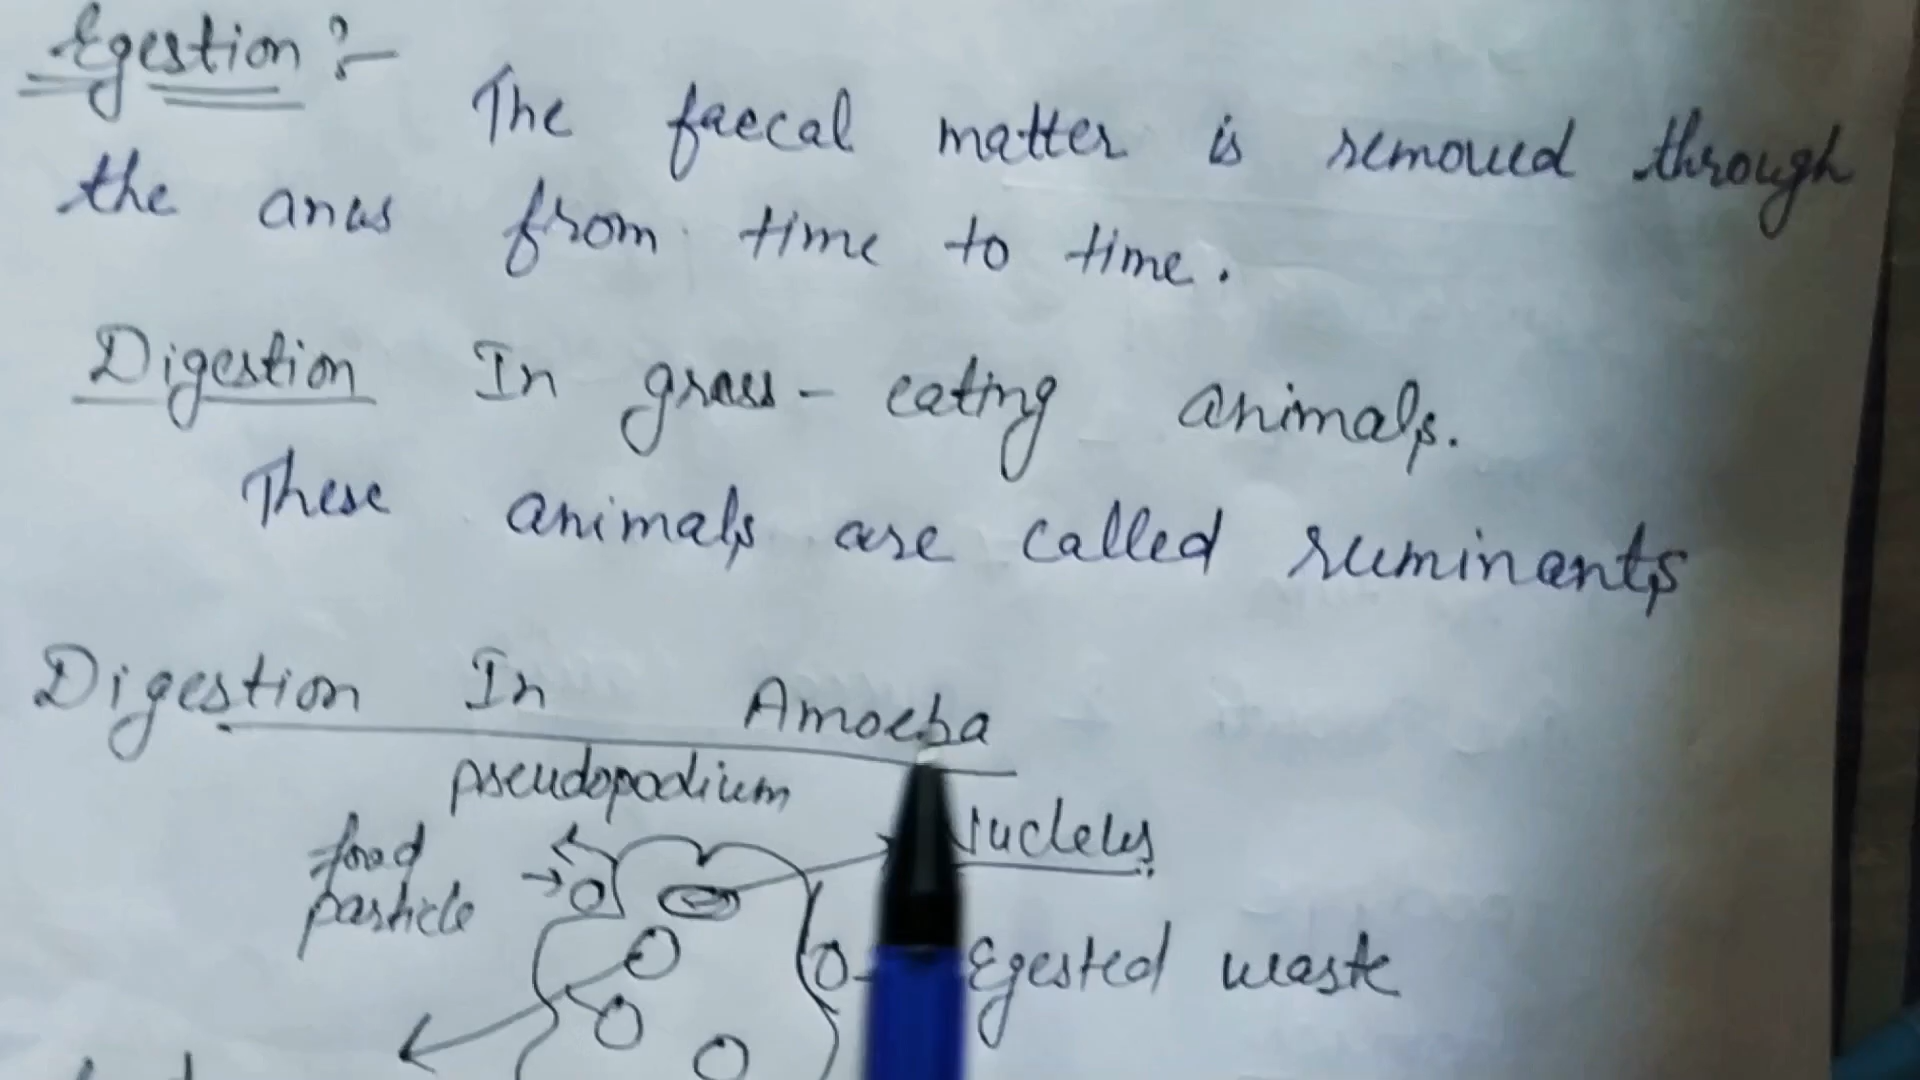 Egestion :-
The faecal matter is removed through
the anus from time to time.
Digestion In grass-eating animals.
These animals are called ruminants
Digestion In Amoeba
pseudopodium
food
particle
Nucleus
Egested waste